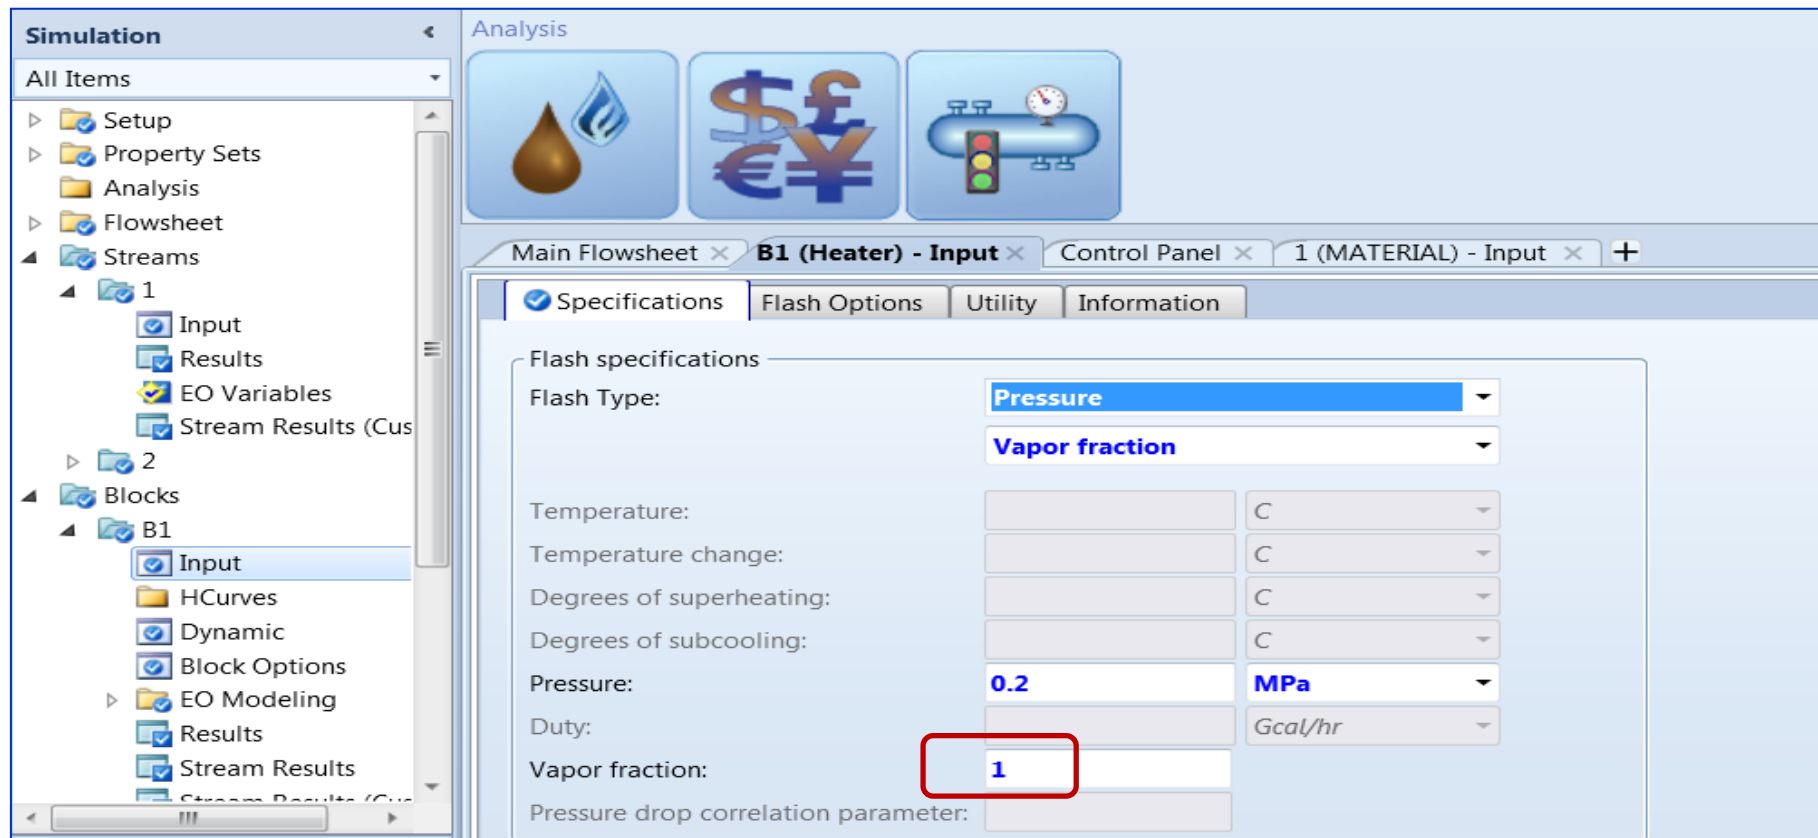 Simulation
All Items
Setup
Property Sets
Analysis
Flowsheet
Streams
1
Input
Results
EO Variables
Stream Results (Cus
2
Blocks
B1
Input
HCurves
Dynamic
Block Options
EO Modeling
Results
Stream Results
Stream Results (Cus
Analysis
Main Flowsheet
B1 (Heater) - Input
Control Panel
1 (MATERIAL) - Input
Specifications
Flash Options
Utility
Information
Flash specifications
Flash Type: Pressure
Vapor fraction
Temperature: C
Temperature change: C
Degrees of superheating: C
Degrees of subcooling: C
Pressure: 0.2 MPa
Duty: Gcal/hr
Vapor fraction: 1
Pressure drop correlation parameter: